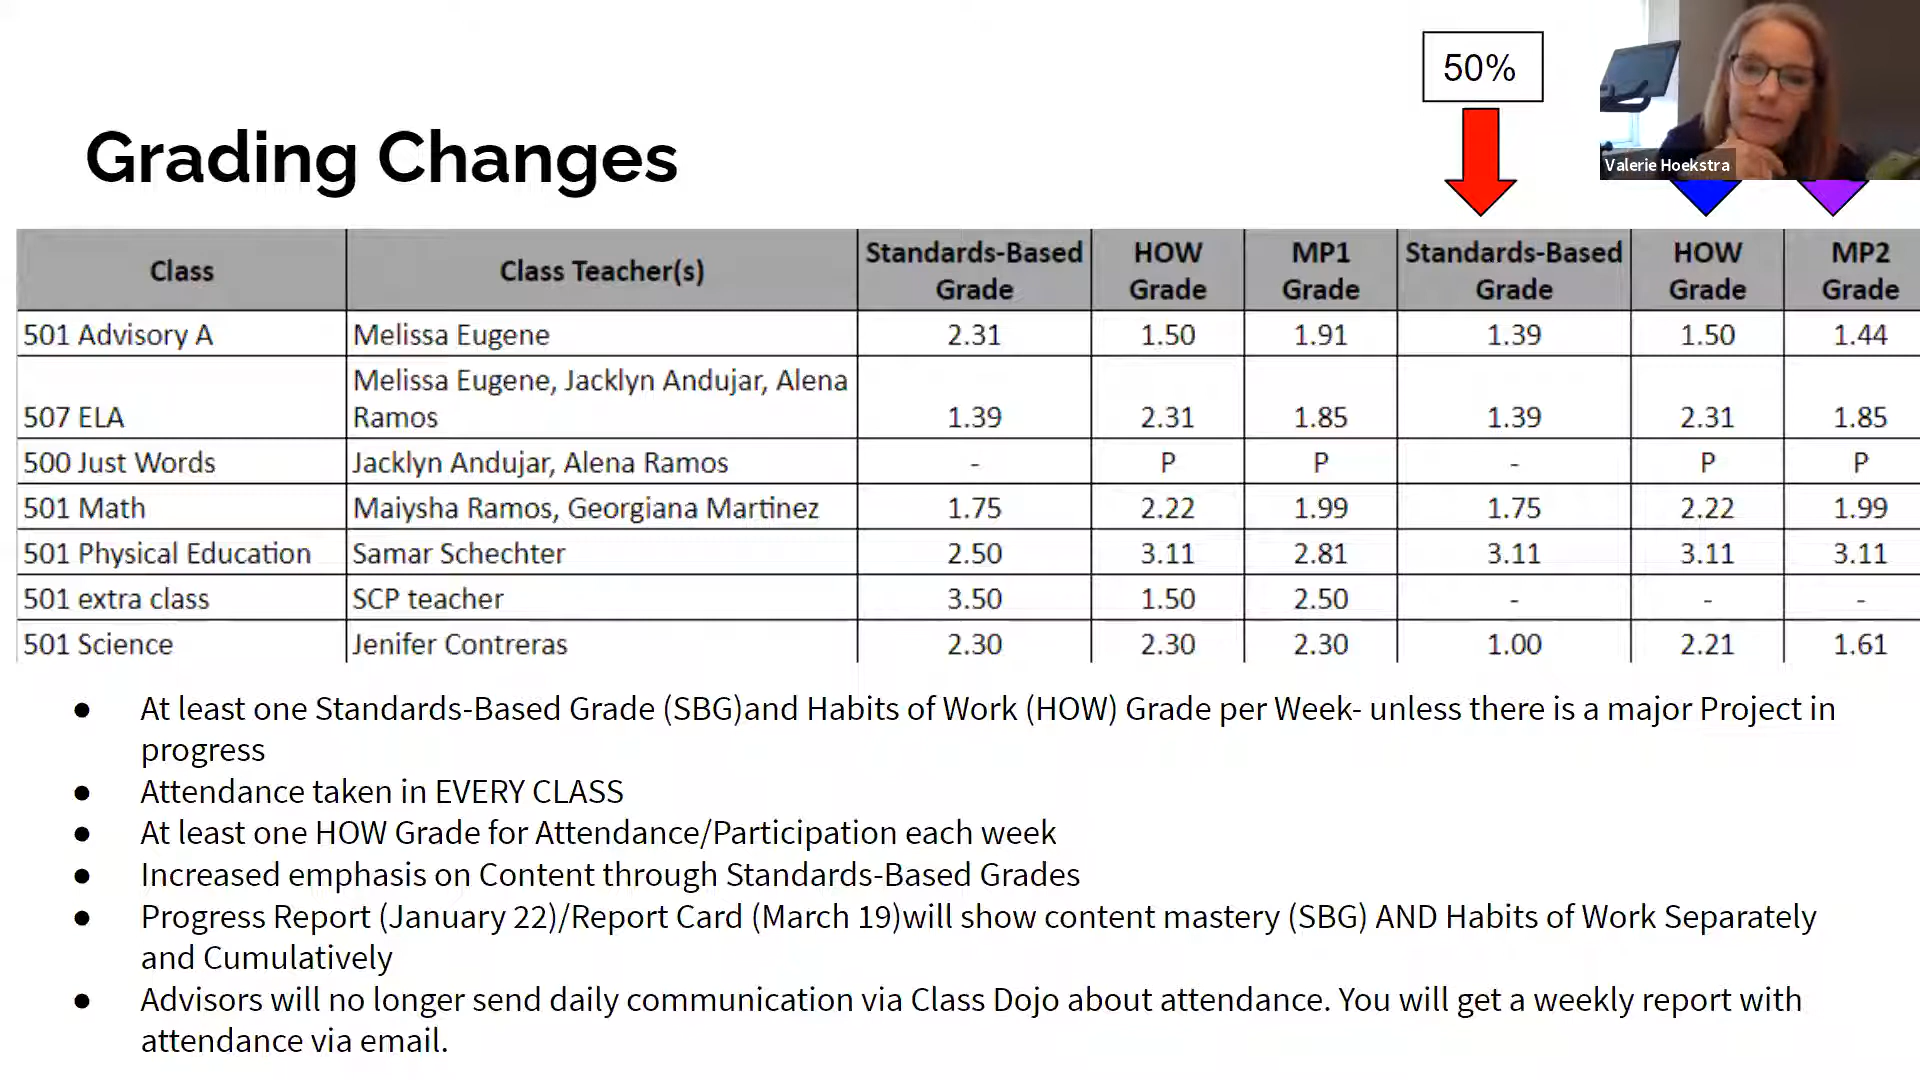 50%
Valerie Hoekstra
Grading Changes
Class Class Teacher(s) Standards-Based Grade HOW Grade MP1 Grade Standards-Based Grade HOW Grade MP2 Grade
501 Advisory A Melissa Eugene 2.31 1.50 1.91 1.39 1.50 1.44
507 ELA Melissa Eugene, Jacklyn Andujar, Alena Ramos 1.39 2.31 1.85 1.39 2.31 1.85
500 Just Words Jacklyn Andujar, Alena Ramos - P P - P P
501 Math Maiysha Ramos, Georgiana Martinez 1.75 2.22 1.99 1.75 2.22 1.99
501 Physical Education Samar Schechter 2.50 3.11 2.81 3.11 3.11 3.11
501 extra class SCP teacher 3.50 1.50 2.50 - - -
501 Science Jenifer Contreras 2.30 2.30 2.30 1.00 2.21 1.61
● At least one Standards-Based Grade (SBG)and Habits of Work (HOW) Grade per Week- unless there is a major Project in
progress
● Attendance taken in EVERY CLASS
● At least one HOW Grade for Attendance/Participation each week
● Increased emphasis on Content through Standards-Based Grades
● Progress Report (January 22)/Report Card (March 19)will show content mastery (SBG) AND Habits of Work Separately
and Cumulatively
● Advisors will no longer send daily communication via Class Dojo about attendance. You will get a weekly report with
attendance via email.